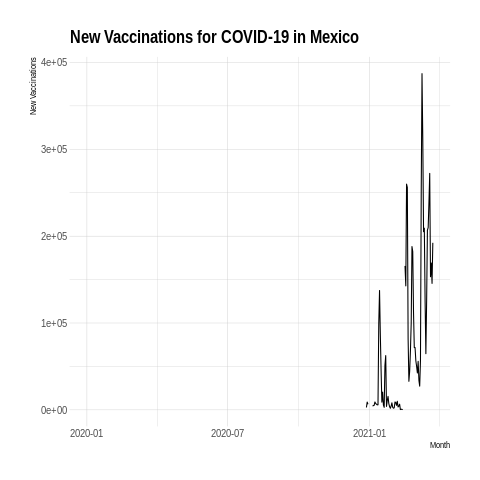 New Vaccinations for COVID-19 in Mexico
New Vaccinations
4e+05
3e+05
2e+05
1e+05
0e+00
2020-01
2020-07
2021-01
Month